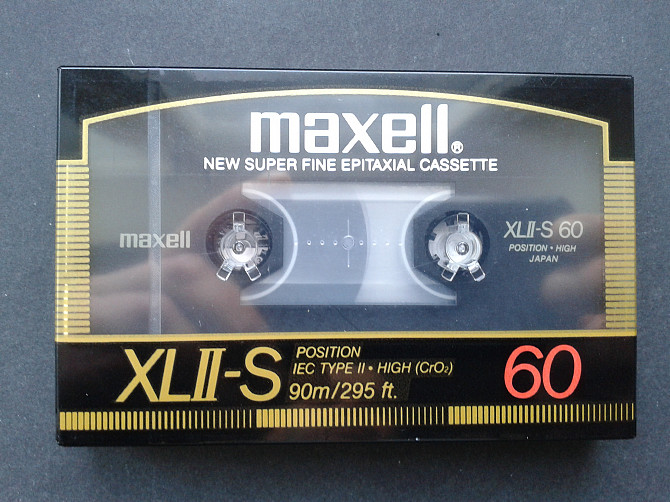 maxell®
NEW SUPER FINE EPITAXIAL CASSETTE
maxell
XLII-S 60
POSITION • HIGH
JAPAN
XLII-S
POSITION
IEC TYPE II • HIGH (CrO₂)
90m/295 ft.
60